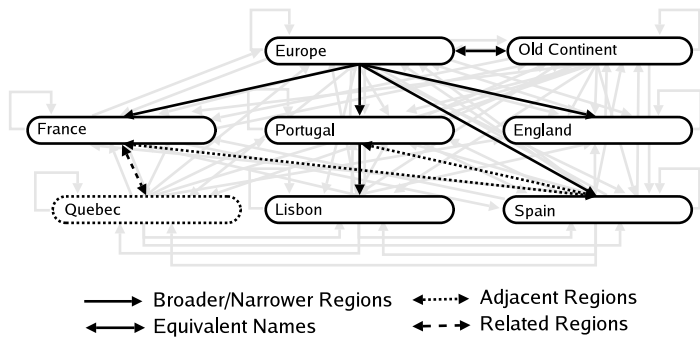 Europe
Old Continent
France
Portugal
England
Quebec
Lisbon
Spain
Broader/Narrower Regions
Adjacent Regions
Equivalent Names
Related Regions